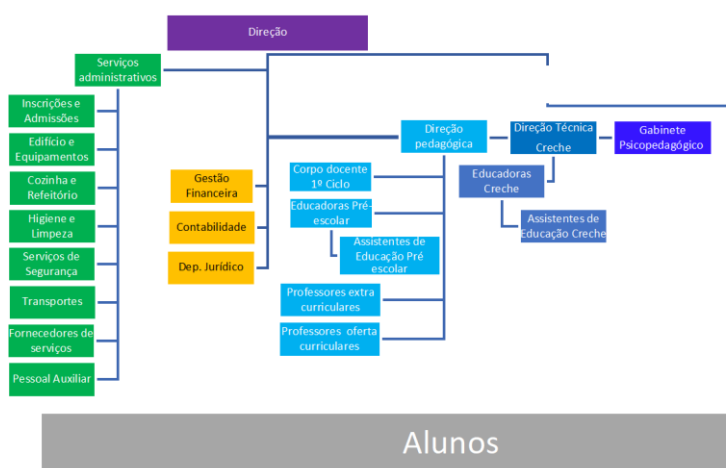 Direção
Serviços
administrativos
Inscrições e
Admissões
Edifício e
Equipamentos
Cozinha e
Refeitório
Higiene e
Limpeza
Serviços de
Segurança
Transportes
Fornecedores de
serviços
Pessoal Auxiliar
Gestão
Financeira
Contabilidade
Dep. Jurídico
Direção
pedagógica
Corpo docente
1º Ciclo
Educadoras Pré-
escolar
Assistentes de
Educação Pré
escolar
Professores extra
curriculares
Professores oferta
curriculares
Direção Técnica
Creche
Educadoras
Creche
Assistentes de
Educação Creche
Gabinete
Psicopedagógico
Alunos